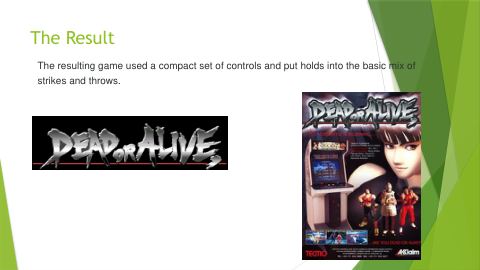 The Result
The resulting game used a compact set of controls and put holds into the basic mix of
strikes and throws.
DEAD OR ALIVE
DEAD OR ALIVE
TECMO
AKclaim